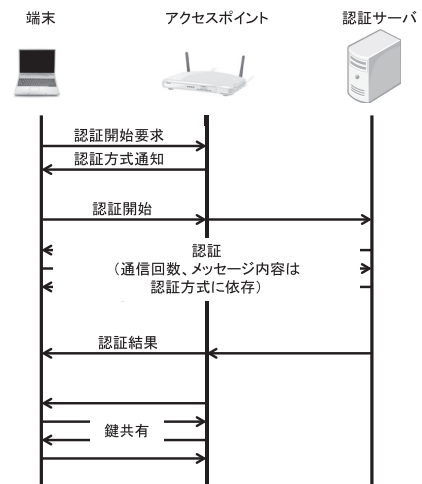 端末
アクセスポイント
認証サーバ
認証開始要求
認証方式通知
認証開始
認証
(通信回数、メッセージ内容は
認証方式に依存)
認証結果
鍵共有